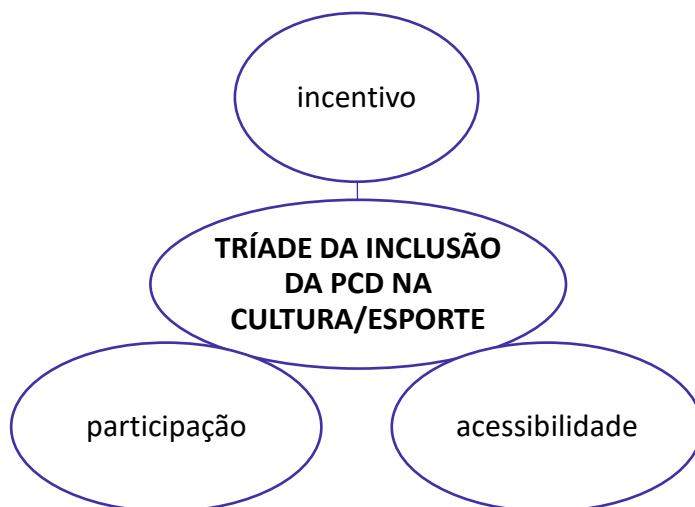 incentivo
TRÍADE DA INCLUSÃO
DA PCD NA
CULTURA/ESPORTE
participação
acessibilidade